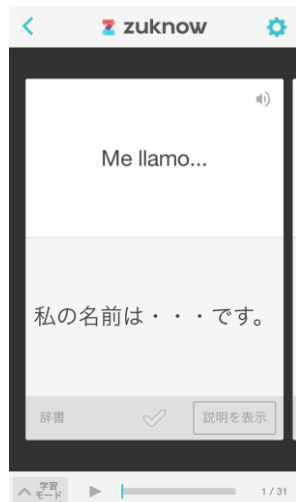 zuknow
Me llamo...
私の名前は・・・です。
辞書
説明を表示
学習
モード
1 / 31